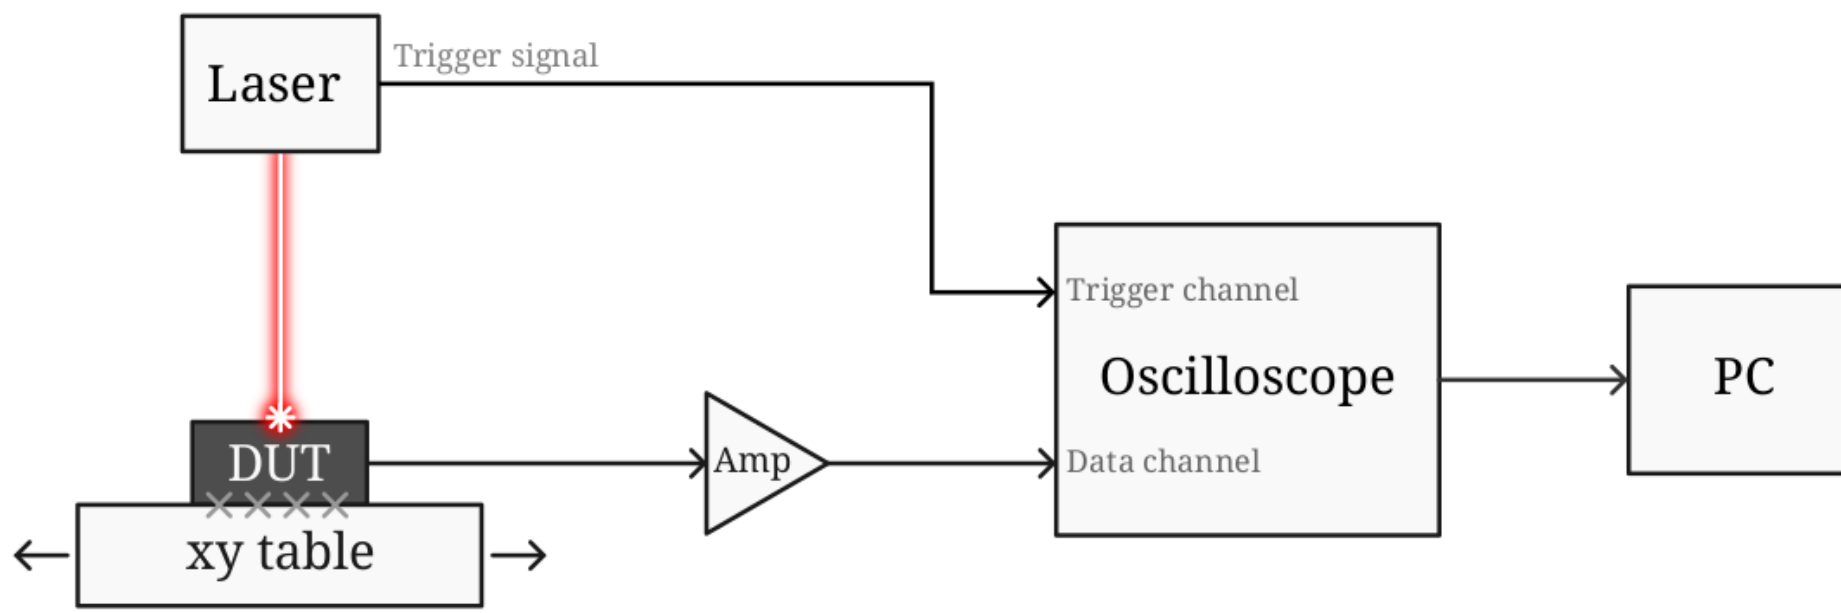 Laser
Trigger signal
Trigger channel
Oscilloscope
PC
DUT
Amp
Data channel
xy table